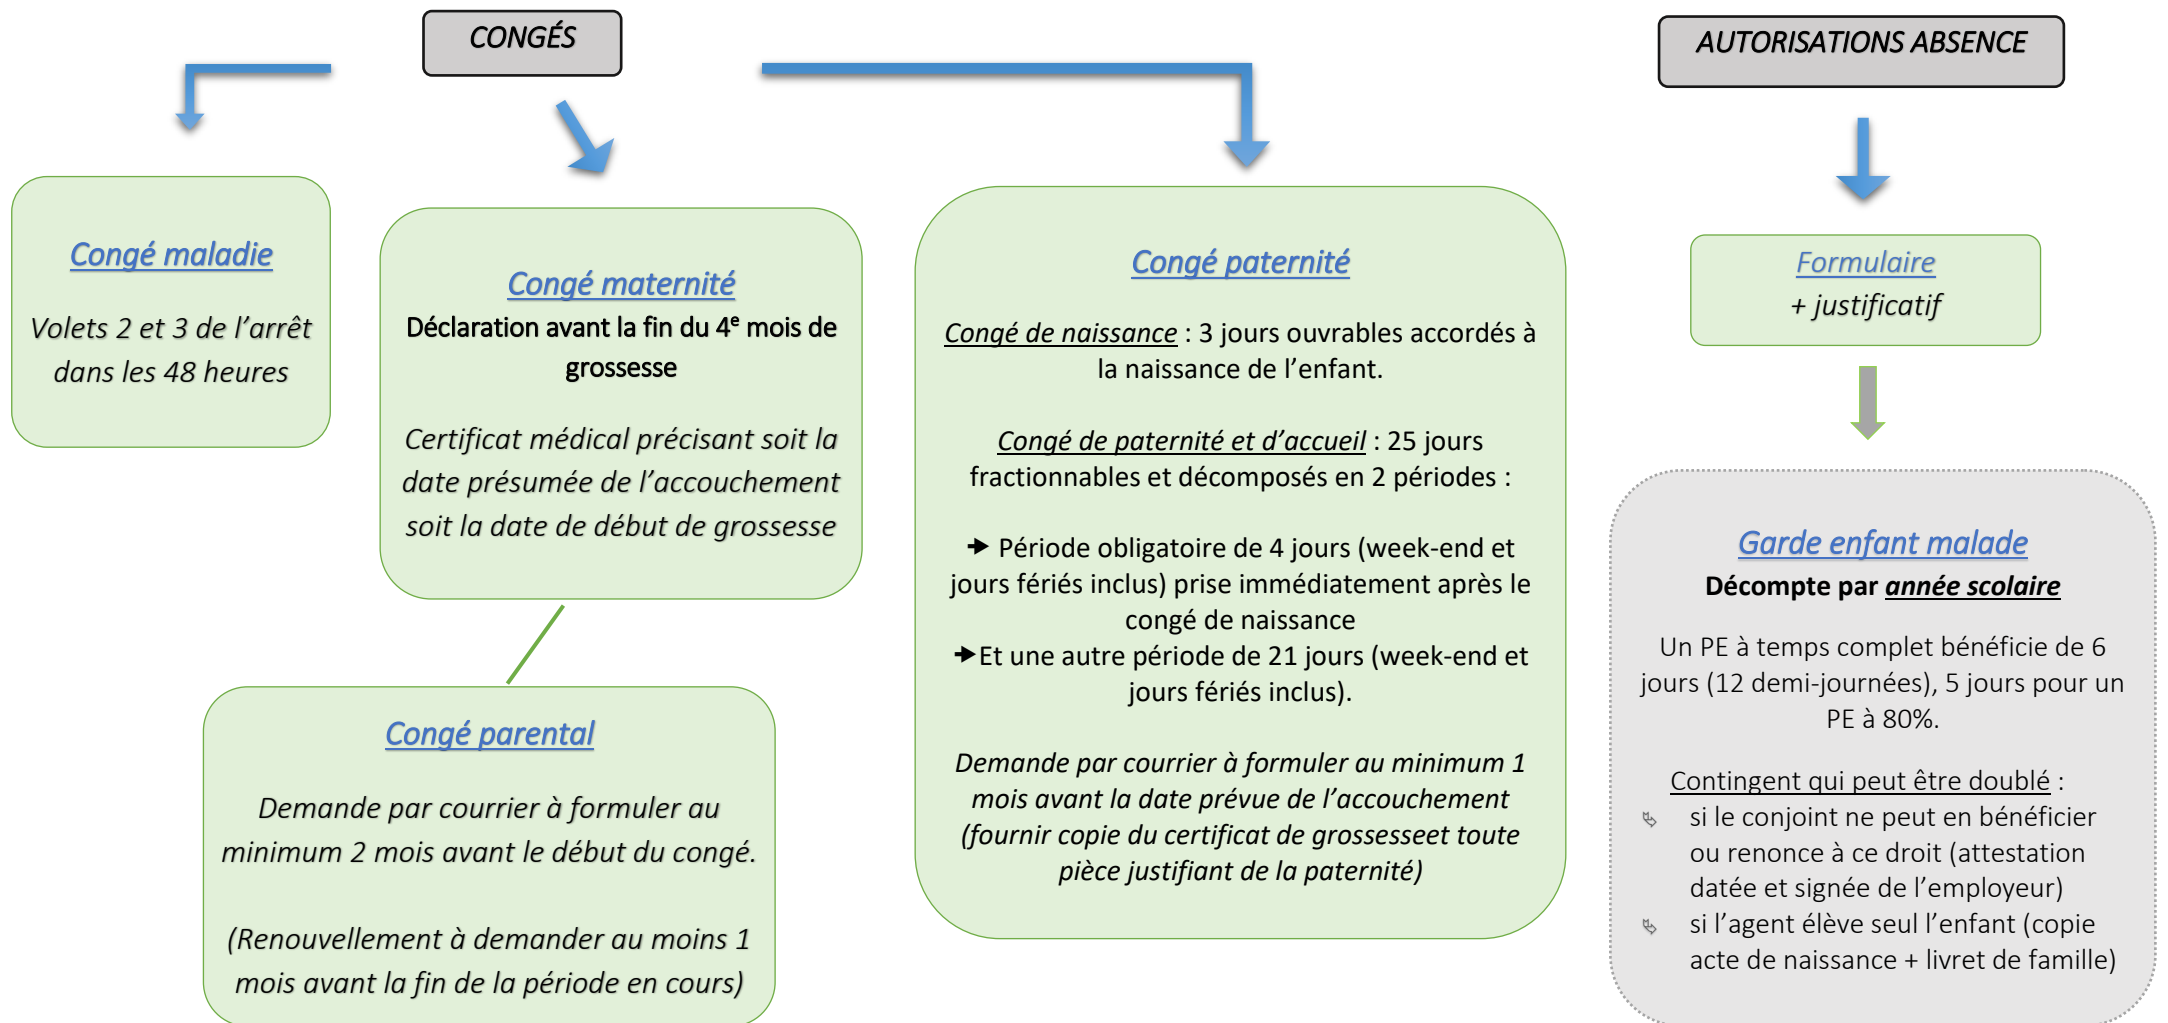 CONGÉS
AUTORISATIONS ABSENCE
Congé maladie
Volets 2 et 3 de l’arrêt
dans les 48 heures
Congé maternité
Déclaration avant la fin du 4e mois de
grossesse
Certificat médical précisant soit la
date présumée de l’accouchement
soit la date de début de grossesse
Congé parental
Demande par courrier à formuler au
minimum 2 mois avant le début du congé.
(Renouvellement à demander au moins 1
mois avant la fin de la période en cours)
Congé paternité
Congé de naissance : 3 jours ouvrables accordés à
la naissance de l’enfant.
Congé de paternité et d’accueil : 25 jours
fractionnables et décomposés en 2 périodes :
➔ Période obligatoire de 4 jours (week-end et
jours fériés inclus) prise immédiatement après le
congé de naissance
➔Et une autre période de 21 jours (week-end et
jours fériés inclus).
Demande par courrier à formuler au minimum 1
mois avant la date prévue de l’accouchement
(fournir copie du certificat de grossesseet toute
pièce justifiant de la paternité)
Formulaire
+ justificatif
Garde enfant malade
Décompte par année scolaire
Un PE à temps complet bénéficie de 6
jours (12 demi-journées), 5 jours pour un
PE à 80%.
Contingent qui peut être doublé :
si le conjoint ne peut en bénéficier
ou renonce à ce droit (attestation
datée et signée de l’employeur)
si l’agent élève seul l’enfant (copie
acte de naissance + livret de famille)